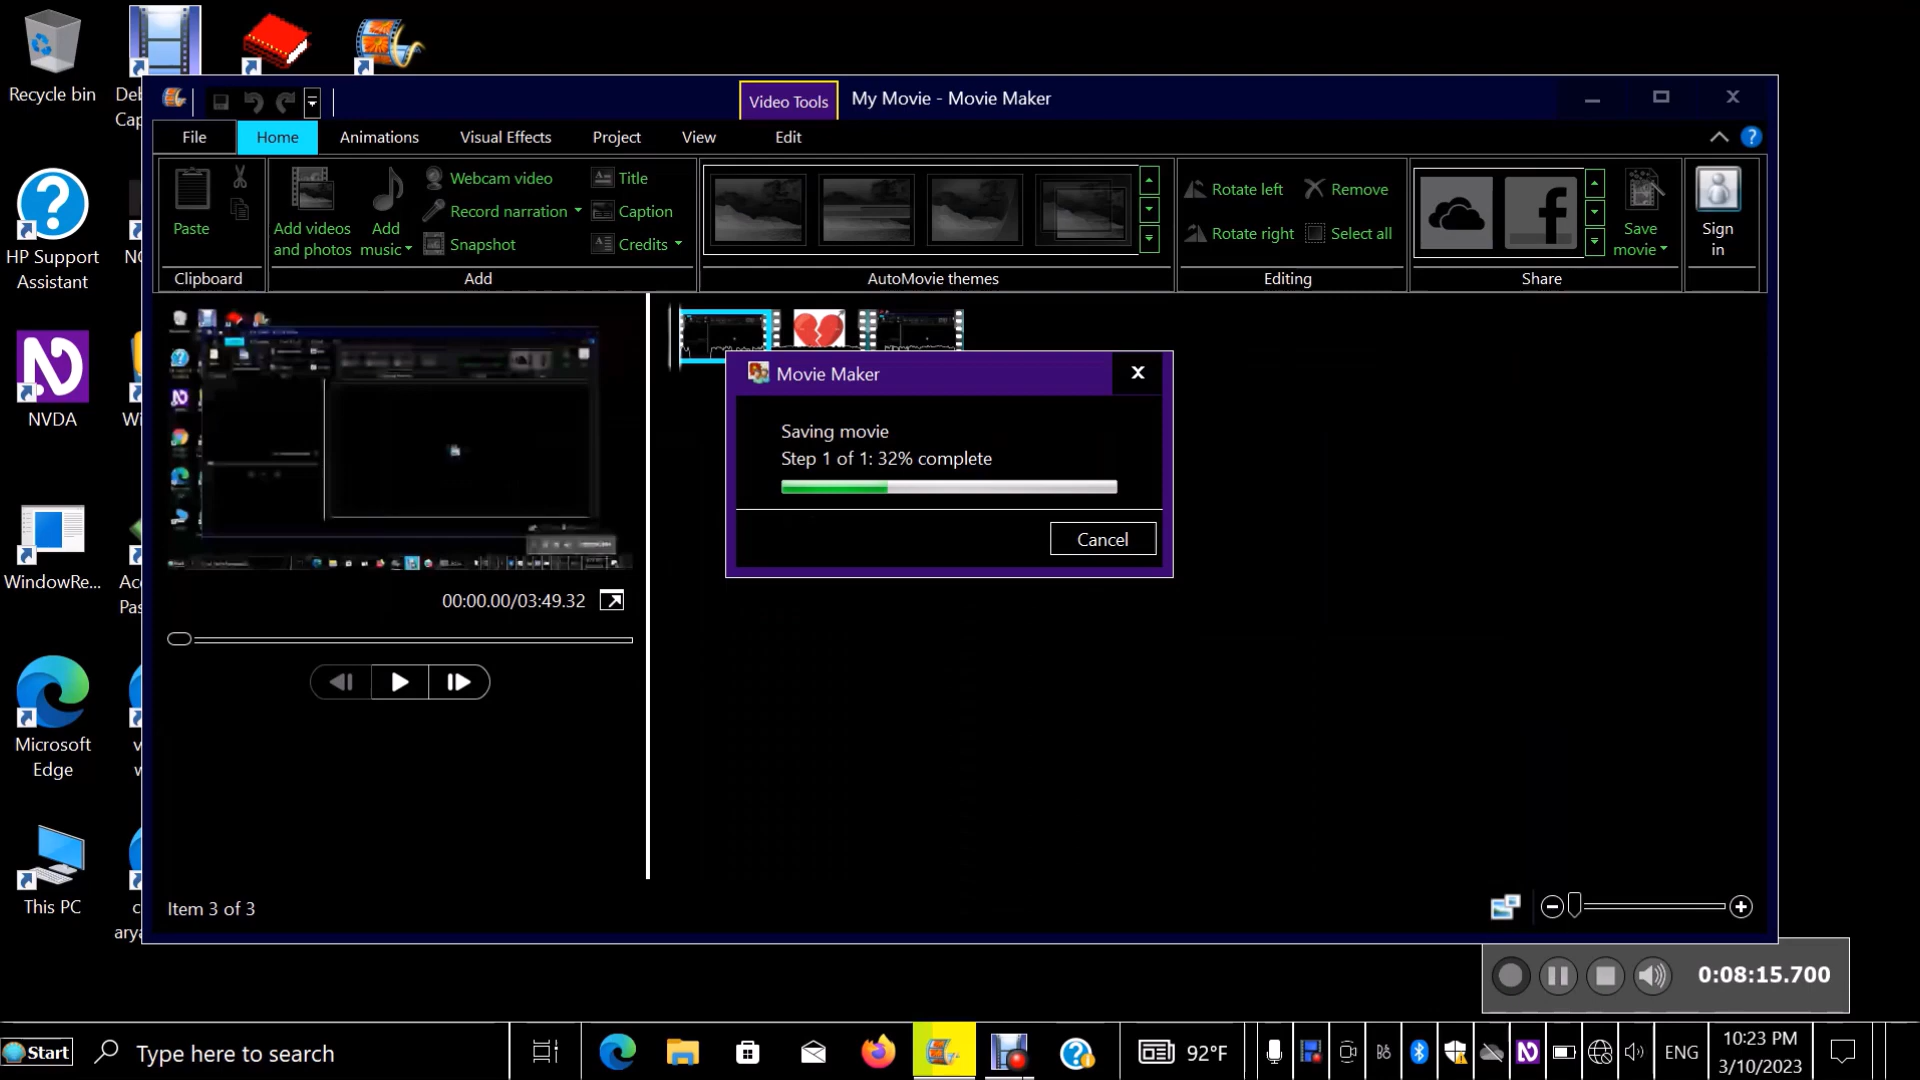 Recycle bin
Deb
Cap
HP Support
Assistant
NVDA
WindowRe...
Acc
Pas
Microsoft
Edge
This PC
arya
Video Tools
My Movie - Movie Maker
File
Home
Animations
Visual Effects
Project
View
Edit
Paste
Clipboard
Add videos
and photos
Add
music
Webcam video
Record narration
Snapshot
Title
Caption
Credits
Add
AutoMovie themes
Rotate left
Rotate right
Remove
Select all
Editing
Save
movie
Share
Sign
in
Movie Maker
Saving movie
Step 1 of 1: 32% complete
Cancel
00:00.00/03:49.32
Item 3 of 3
0:08:15.700
Start
Type here to search
92°F
ENG
10:23 PM
3/10/2023